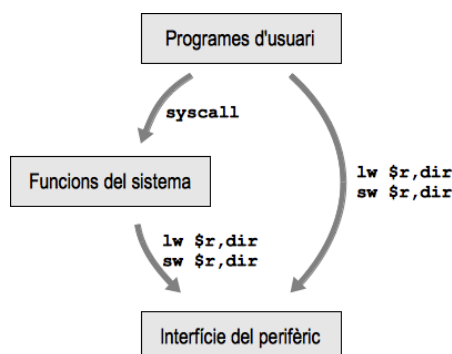 Programes d'usuari
syscall
Funcions del sistema
lw $r,dir
sw $r,dir
lw $r,dir
sw $r,dir
Interfície del perifèric